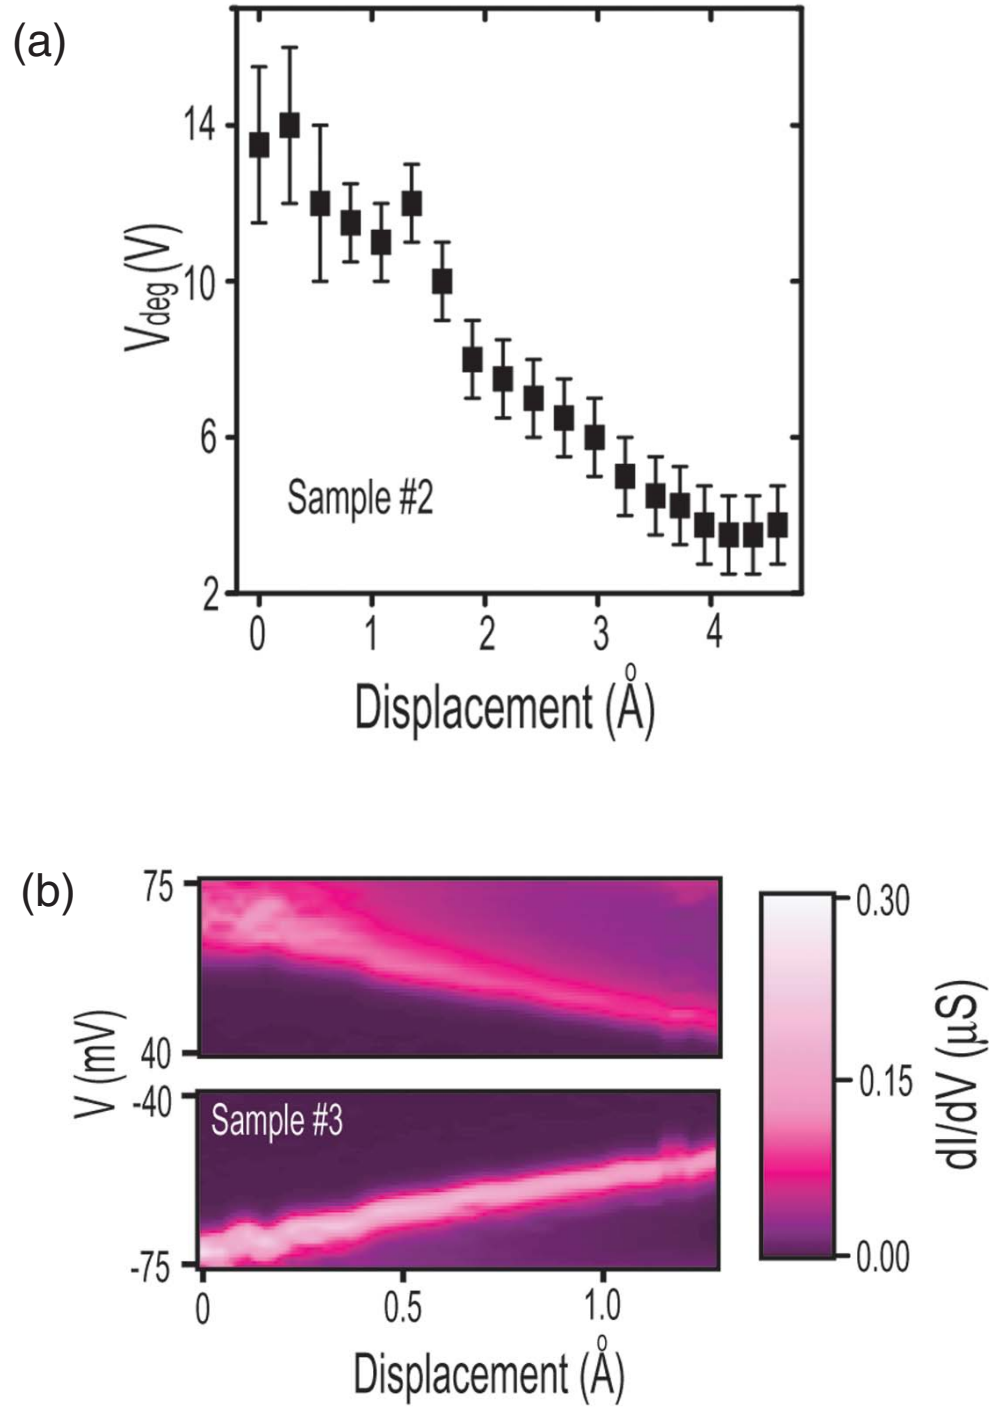 (a)
14
10
6
2
Vdeg (V)
Sample #2
0 1 2 3 4
Displacement (Å)
(b)
75
40
-40
-75
V (mV)
Sample #3
0 0.5 1.0
Displacement (Å)
0.30
0.15
0.00
dI/dV (µS)